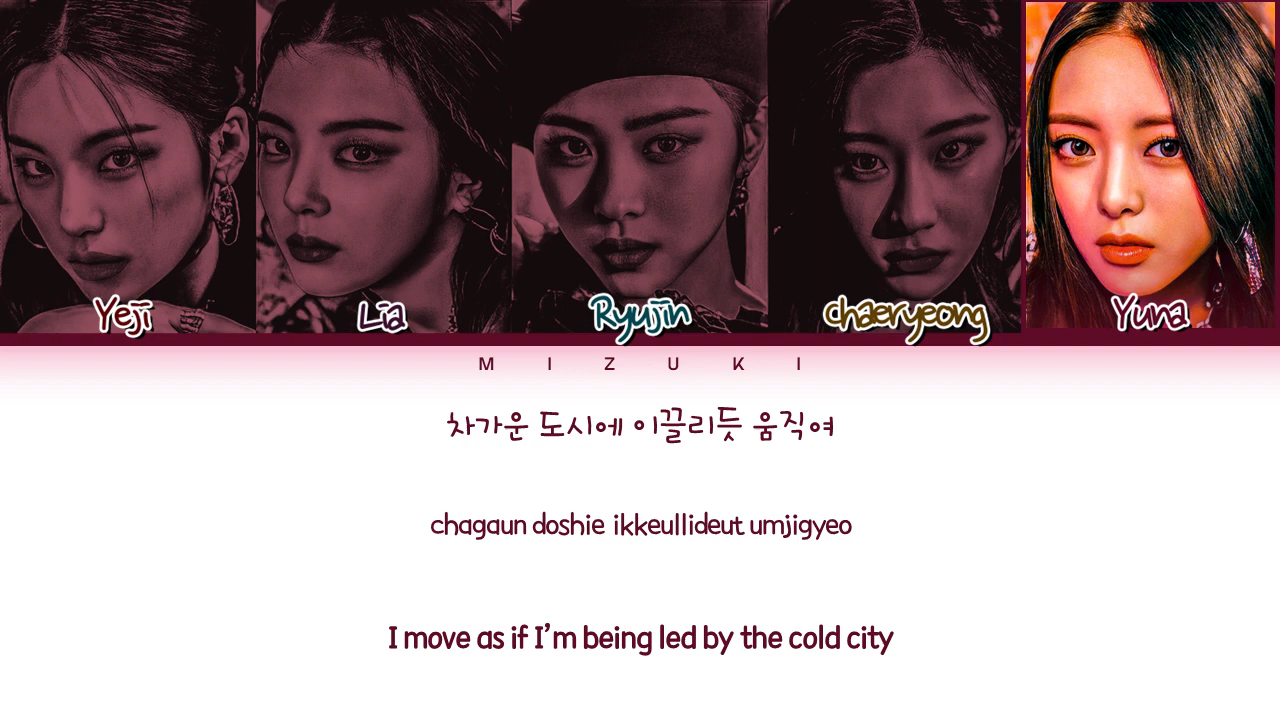 Yeji
Lia
Ryujin
chaeryeong
Yuna
M I Z U K I
차가운 도시에 이끌리듯 움직여
chagaun doshie ikkeullideut umjigyeo
I move as if I'm being led by the cold city